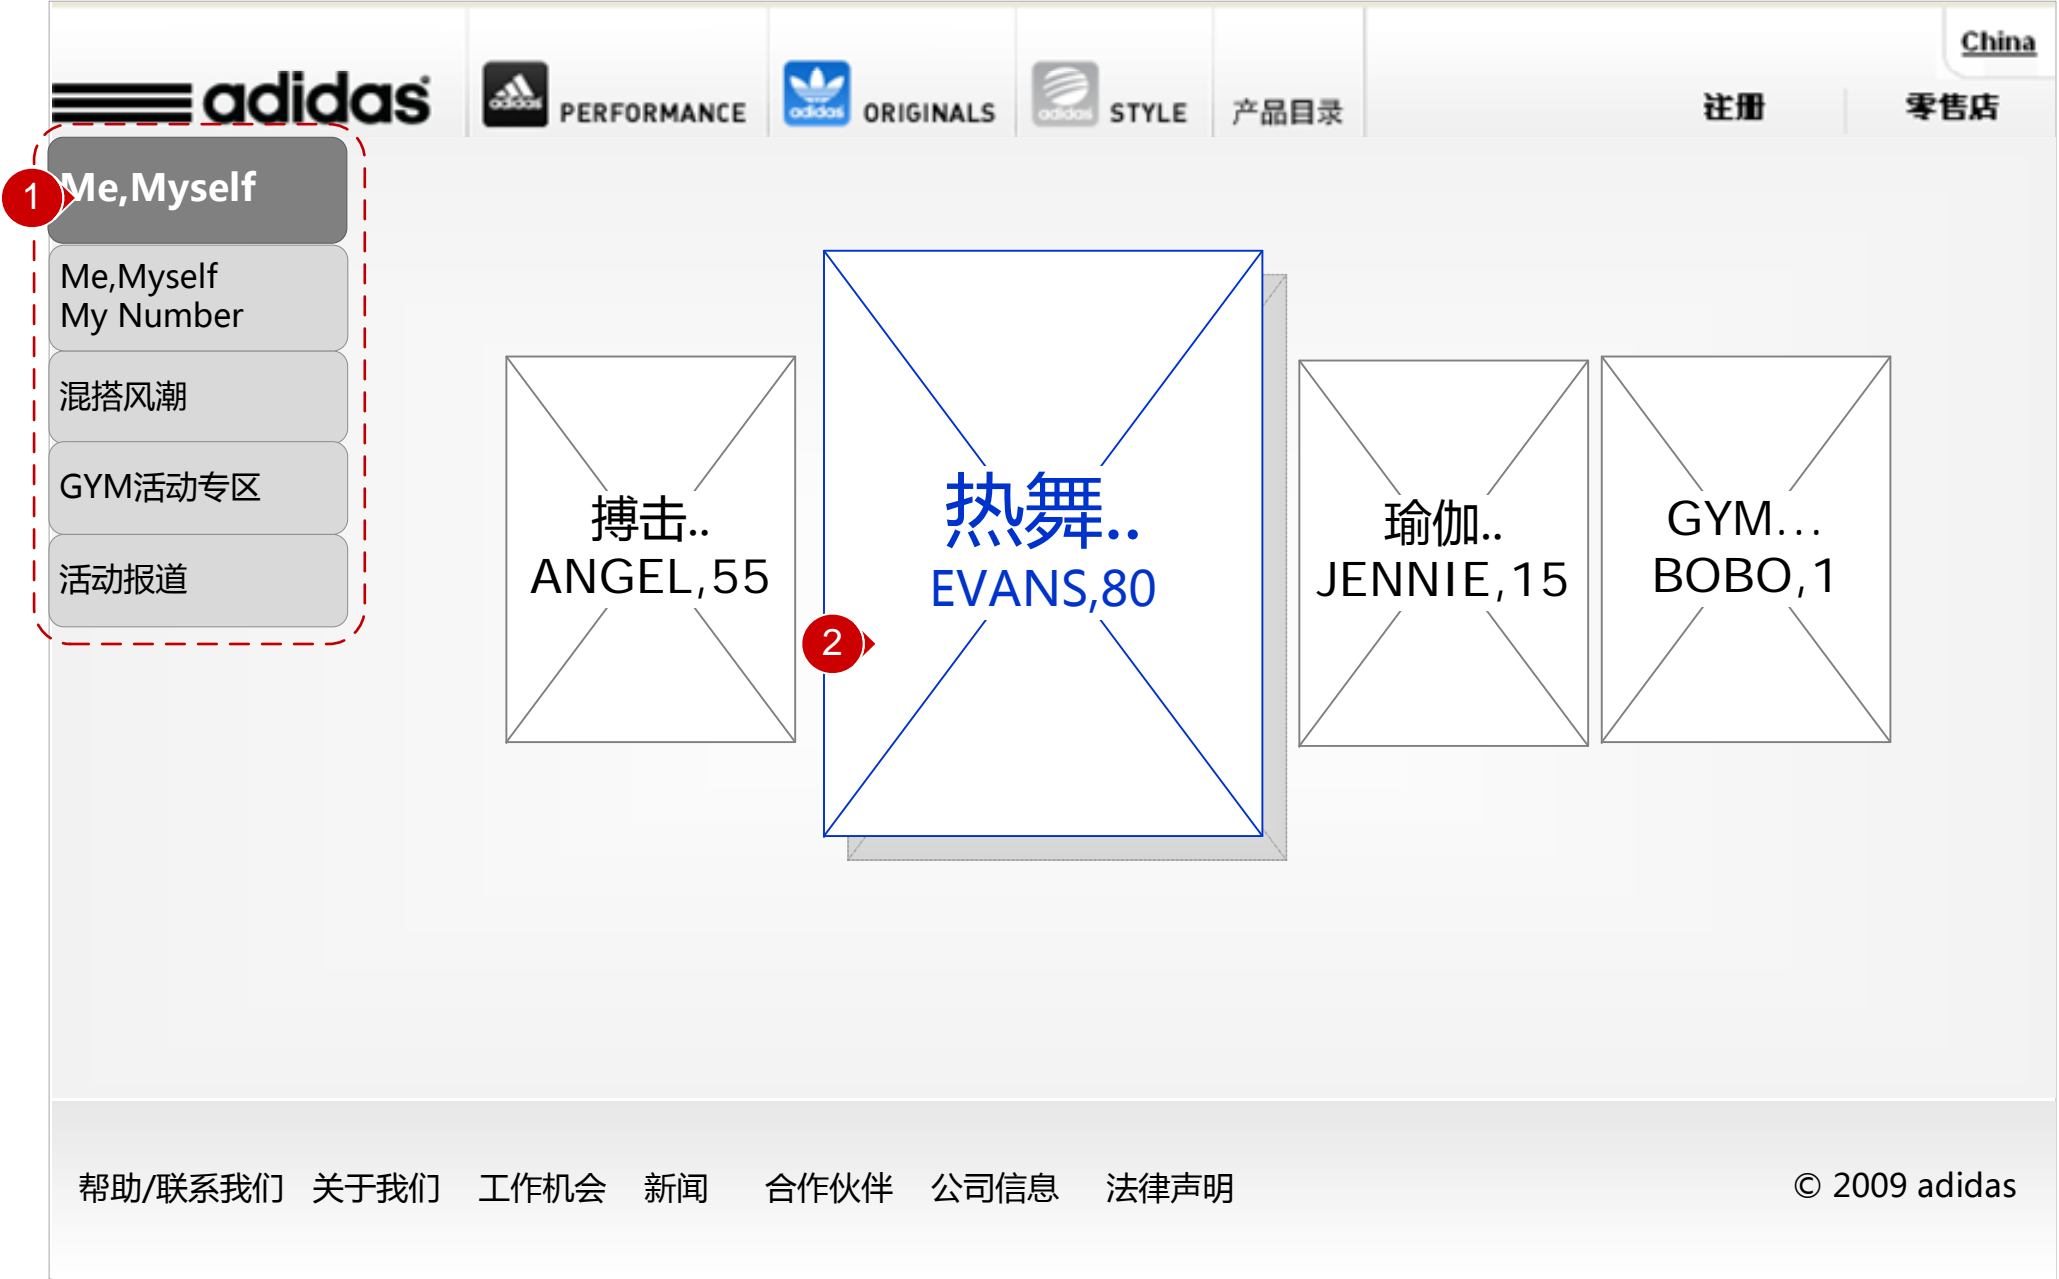 China
adidas
adidas
PERFORMANCE
adidas
ORIGINALS
adidas
STYLE
产品目录
注册
零售店
1
Me,Myself
Me,Myself
My Number
混搭风潮
GYM活动专区
活动报道
搏击..
ANGEL,55
热舞..
EVANS,80
2
瑜伽..
JENNIE,15
GYM...
BOBO,1
帮助/联系我们 关于我们 工作机会 新闻 合作伙伴 公司信息 法律声明
© 2009 adidas